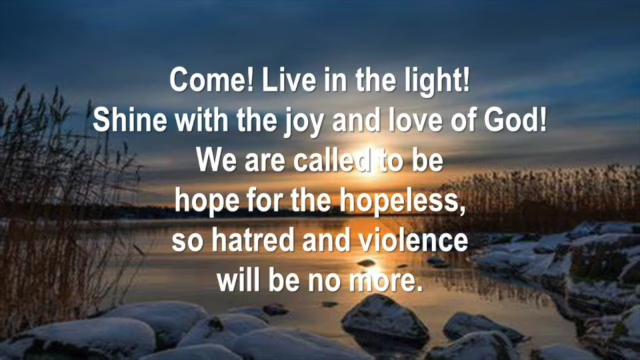 Come! Live in the light!
Shine with the joy and love of God!
We are called to be
hope for the hopeless,
so hatred and violence
will be no more.